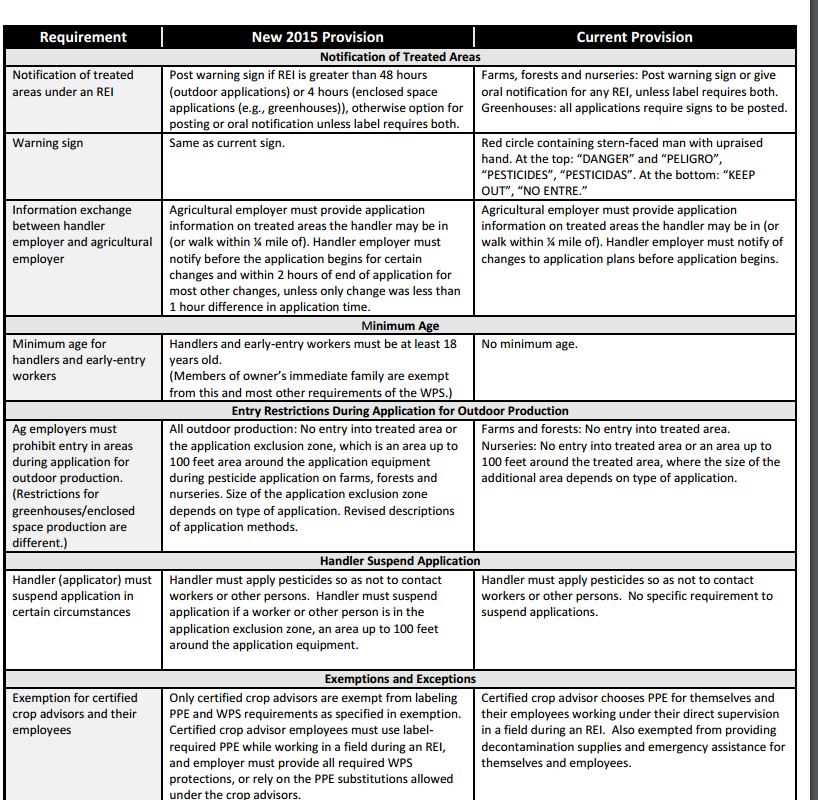 Requirement New 2015 Provision Current Provision
Notification of Treated Areas
Notification of treated
areas under an REI
Post warning sign if REI is greater than 48 hours
(outdoor applications) or 4 hours (enclosed space
applications (e.g., greenhouses)), otherwise option for
posting or oral notification unless label requires both.
Farms, forests and nurseries: Post warning sign or give
oral notification for any REI, unless label requires both.
Greenhouses: all applications require signs to be posted.
Warning sign
Same as current sign.
Red circle containing stern-faced man with upraised
hand. At the top: “DANGER” and “PELIGRO”,
“PESTICIDES”, “PESTICIDAS”. At the bottom: “KEEP
OUT”, “NO ENTRE.”
Information exchange
between handler
employer and agricultural
employer
Agricultural employer must provide application
information on treated areas the handler may be in
(or walk within ¼ mile of). Handler employer must
notify before the application begins for certain
changes and within 2 hours of end of application for
most other changes, unless only change was less than
1 hour difference in application time.
Agricultural employer must provide application
information on treated areas the handler may be in (or
walk within ¼ mile of). Handler employer must notify of
changes to application plans before application begins.
Minimum Age
Minimum age for
handlers and early-entry
workers
Handlers and early-entry workers must be at least 18
years old.
(Members of owner’s immediate family are exempt
from this and most other requirements of the WPS.)
No minimum age.
Entry Restrictions During Application for Outdoor Production
Ag employers must
prohibit entry in areas
during application for
outdoor production.
(Restrictions for
greenhouses/enclosed
space production are
different.)
All outdoor production: No entry into treated area or
the application exclusion zone, which is an area up to
100 feet area around the application equipment
during pesticide application on farms, forests and
nurseries. Size of the application exclusion zone
depends on type of application. Revised descriptions
of application methods.
Farms and forests: No entry into treated area.
Nurseries: No entry into treated area or an area up to
100 feet around the treated area, where the size of the
additional area depends on type of application.
Handler Suspend Application
Handler (applicator) must
suspend application in
certain circumstances
Handler must apply pesticides so as not to contact
workers or other persons. Handler must suspend
application if a worker or other person is in the
application exclusion zone, an area up to 100 feet
around the application equipment.
Handler must apply pesticides so as not to contact
workers or other persons. No specific requirement to
suspend applications.
Exemptions and Exceptions
Exemption for certified
crop advisors and their
employees
Only certified crop advisors are exempt from labeling
PPE and WPS requirements as specified in exemption.
Certified crop advisor employees must use label-
required PPE while working in a field during an REI,
and employer must provide all required WPS
protections, or rely on the PPE substitutions allowed
under the crop advisors.
Certified crop advisor chooses PPE for themselves and
their employees working under their direct supervision
in a field during an REI. Also exempted from providing
decontamination supplies and emergency assistance for
themselves and employees.